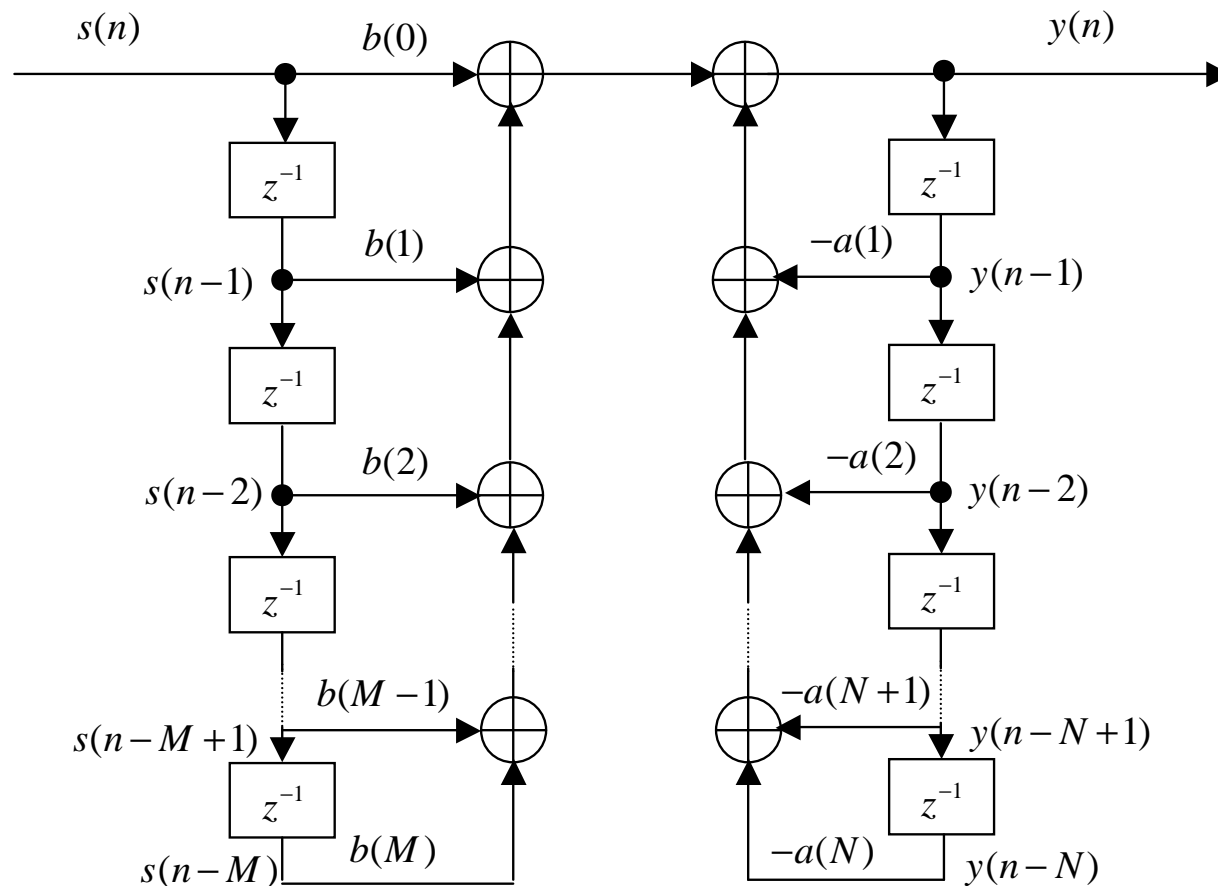 s(n) b(0) y(n)
z⁻¹ z⁻¹
b(1) −a(1)
s(n−1) y(n−1)
z⁻¹ z⁻¹
b(2) −a(2)
s(n−2) y(n−2)
z⁻¹ z⁻¹
b(M−1) −a(N+1)
s(n−M+1) y(n−N+1)
z⁻¹ z⁻¹
b(M) −a(N)
s(n−M) y(n−N)